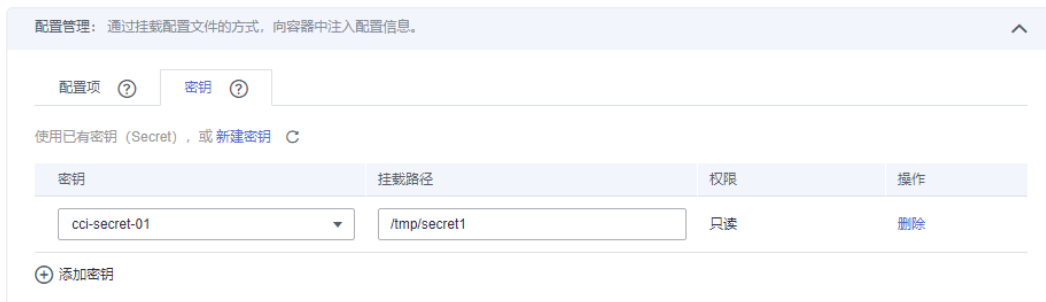 配置管理： 通过挂载配置文件的方式，向容器中注入配置信息。
配置项 ? 密钥 ?
使用已有密钥（Secret），或 新建密钥
密钥 挂载路径 权限 操作
cci-secret-01 /tmp/secret1 只读 删除
添加密钥